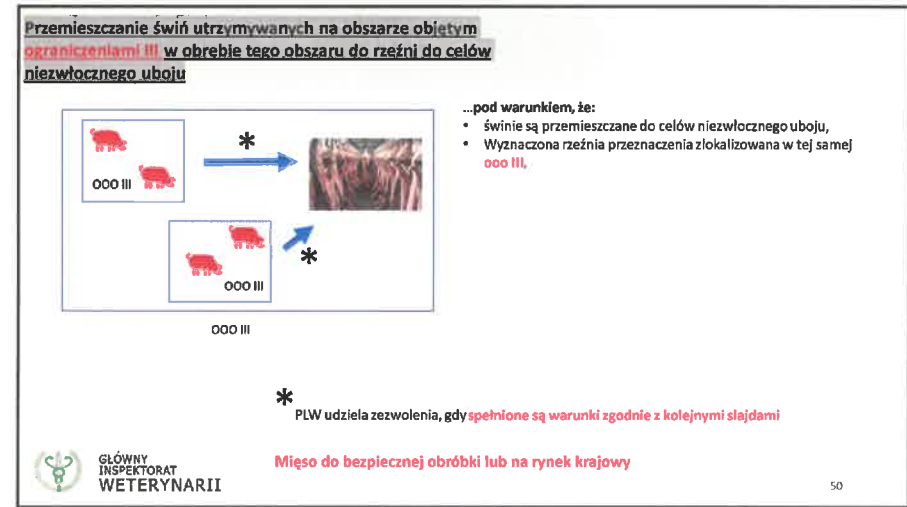 Przemieszczanie świń utrzymywanych na obszarze objętym
ograniczeniami III w obrębie tego obszaru do rzeźni do celów
niezwłocznego uboju
...pod warunkiem, że:
• świnie są przemieszczane do celów niezwłocznego uboju,
• Wyznaczona rzeźnia przeznaczenia zlokalizowana w tej samej
ooo III.
*
OOO III
*
OOO III
OOO III
* PLW udziela zezwolenia, gdy spełnione są warunki zgodnie z kolejnymi slajdami
Mięso do bezpiecznej obróbki lub na rynek krajowy
GŁÓWNY
INSPEKTORAT
WETERYNARII
50